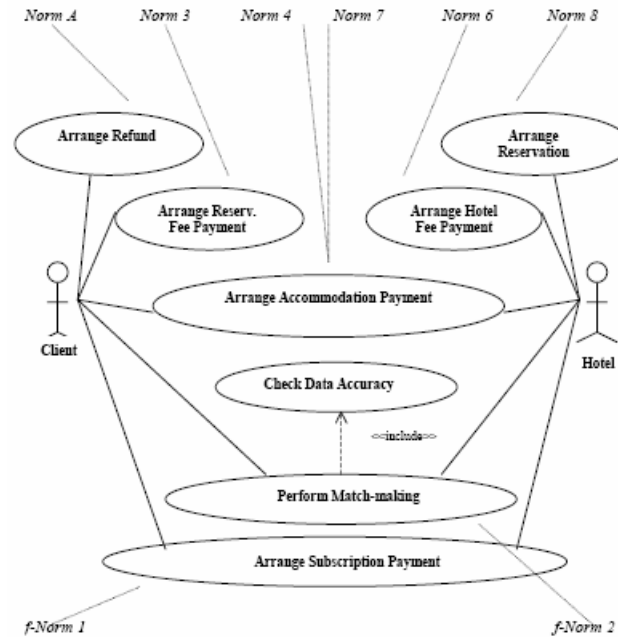 Norm A   Norm 3   Norm 4   Norm 7   Norm 6   Norm 8
Arrange Refund
Arrange
Reservation
Arrange Reserv.
Fee Payment
Arrange Hotel
Fee Payment
Arrange Accommodation Payment
Client
Hotel
Check Data Accuracy
<<include>>
Perform Match-making
Arrange Subscription Payment
f-Norm 1   f-Norm 2